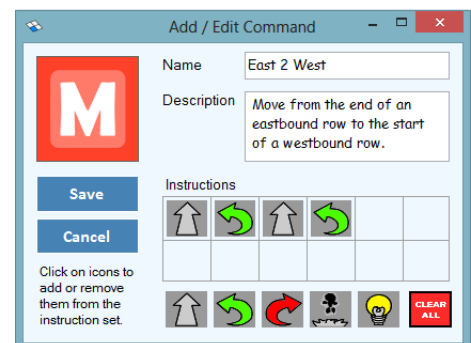 Add / Edit Command
M
Name
East 2 West
Description
Move from the end of an
eastbound row to the start
of a westbound row.
Save
Cancel
Instructions
Click on icons to
add or remove
them from the
instruction set.
CLEAR
ALL